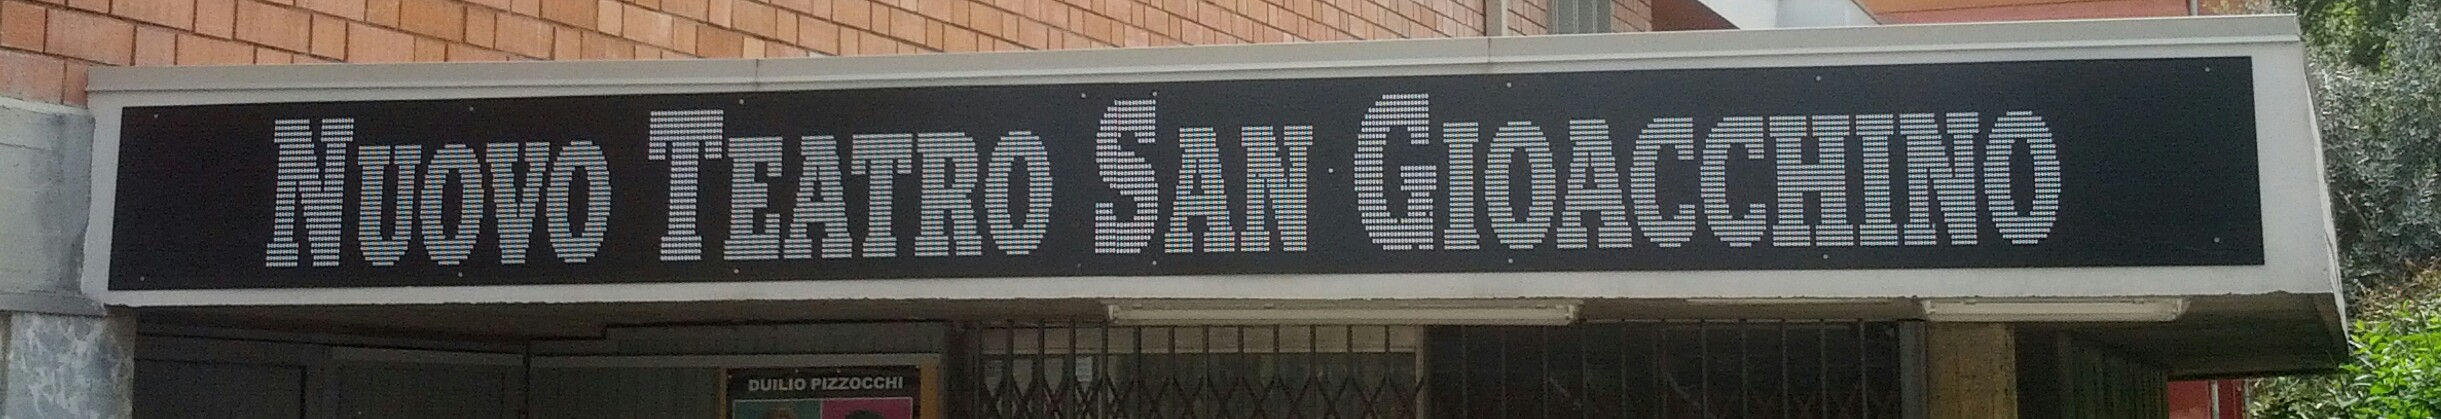 NUOVO TEATRO SAN GIOACCHINO
DUILIO PIZZOCCHI